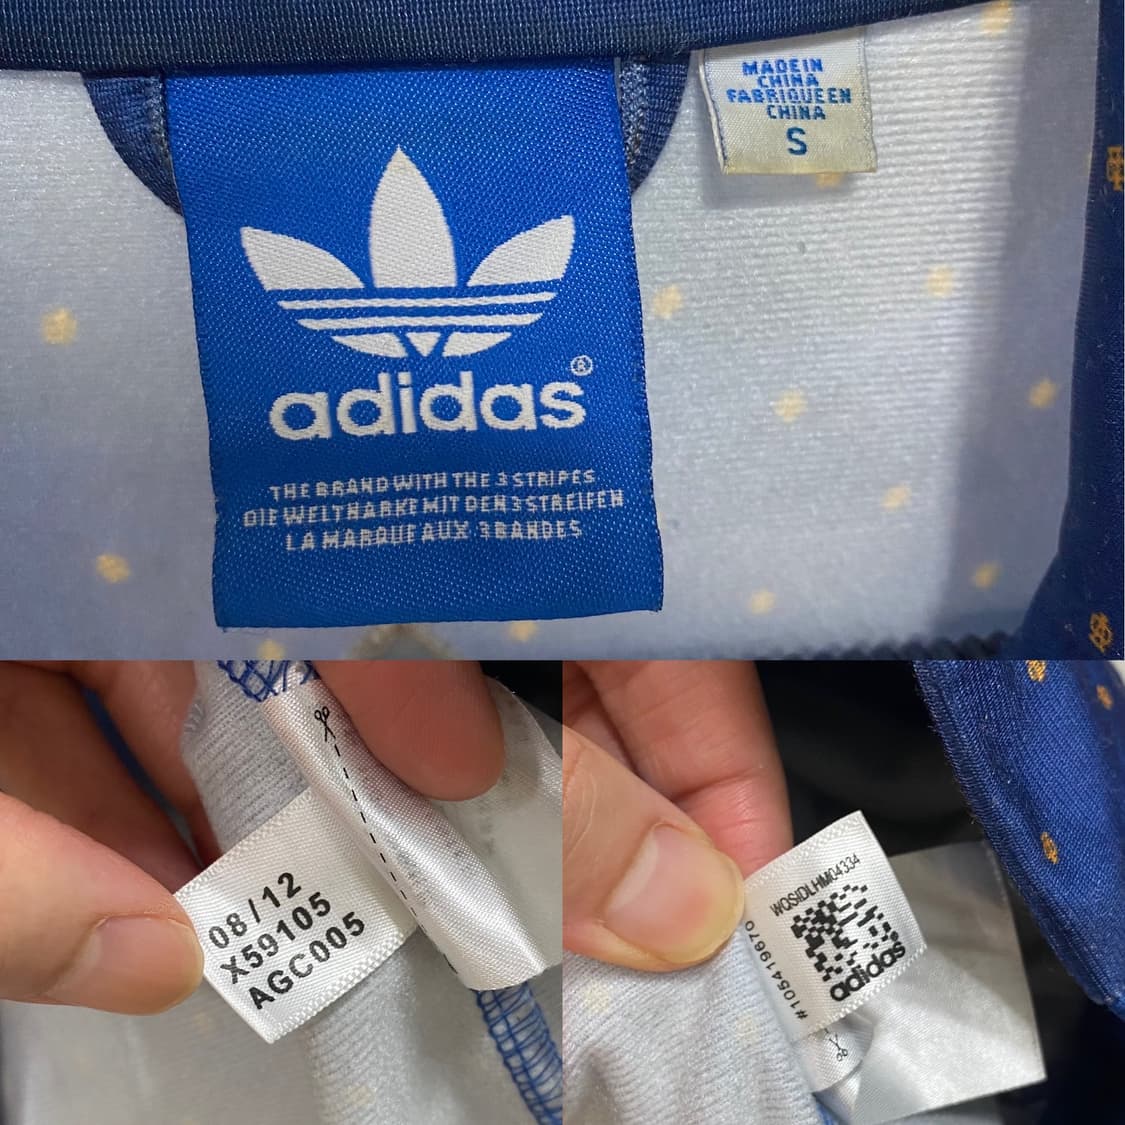 adidas®
THE BRAND WITH THE 3 STRIPES
DIE WELTMARKE MIT DEN 3 STREIFEN
LA MARQUE AUX 3 BANDES
MADE IN
CHINA
FABRIQUE EN
CHINA
S
08/12
X59105
AGC005
WQSIDLHM04334
#105419670
adidas